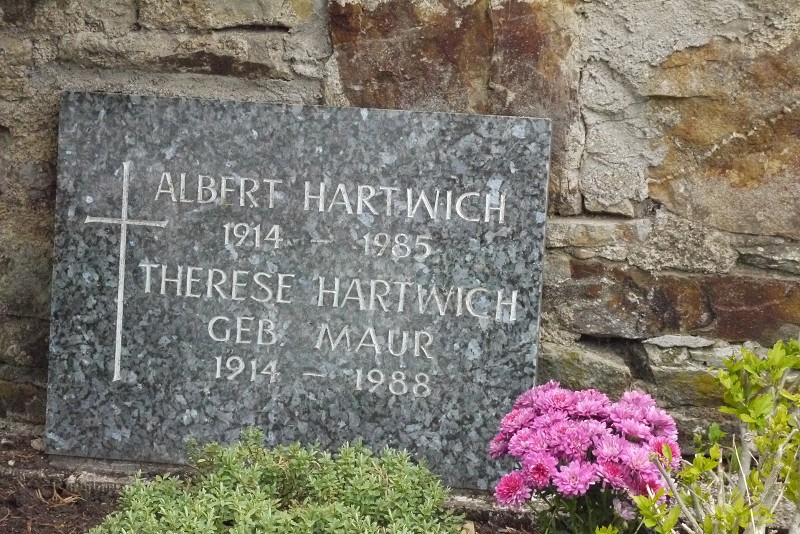 ALBERT HARTWICH
1914 – 1985
THERESE HARTWICH
GEB. MAUR
1914 – 1988